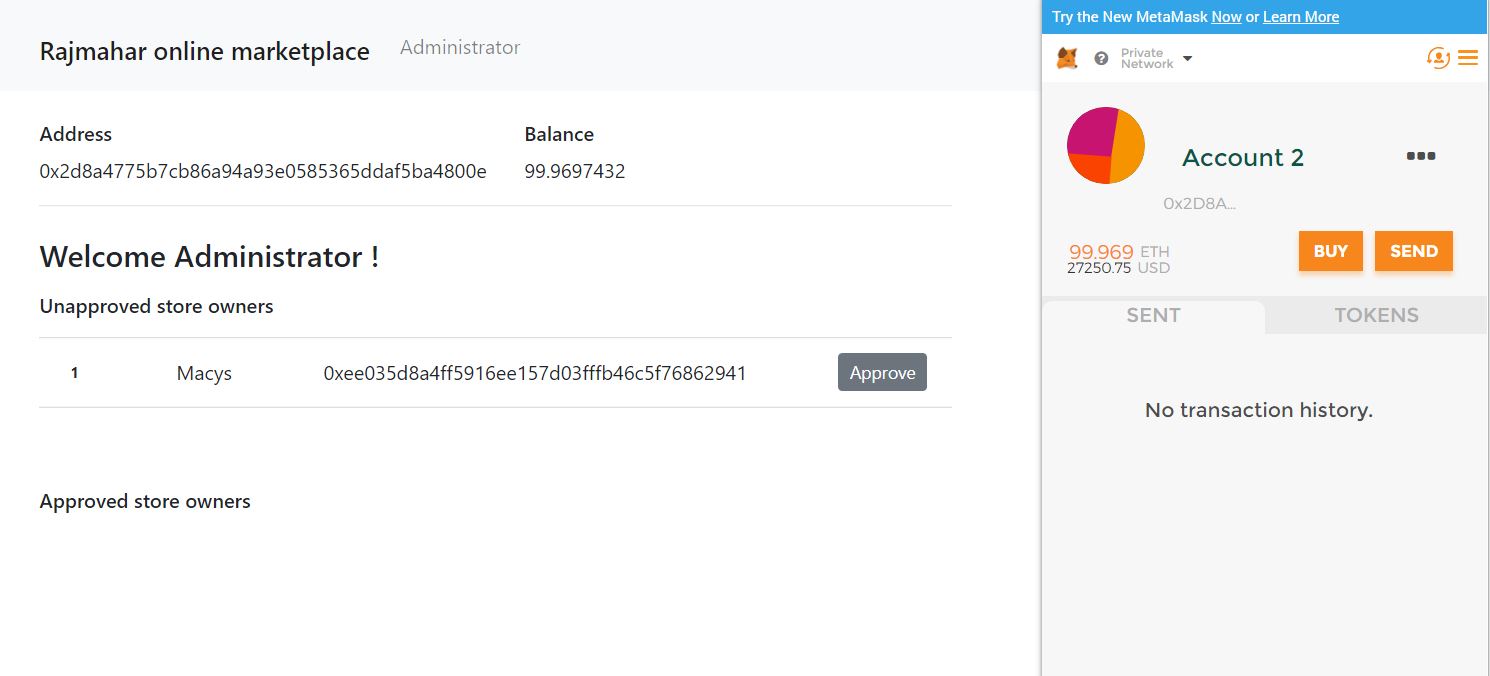 Rajmahar online marketplace Administrator
Address Balance
0x2d8a4775b7cb86a94a93e0585365ddaf5ba4800e 99.9697432
Welcome Administrator !
Unapproved store owners
1 Macys 0xee035d8a4ff5916ee157d03fffb46c5f76862941 Approve
Approved store owners
Try the New MetaMask Now or Learn More
? Private
Network
Account 2
0x2D8A...
99.969 ETH
27250.75 USD
BUY SEND
SENT TOKENS
No transaction history.